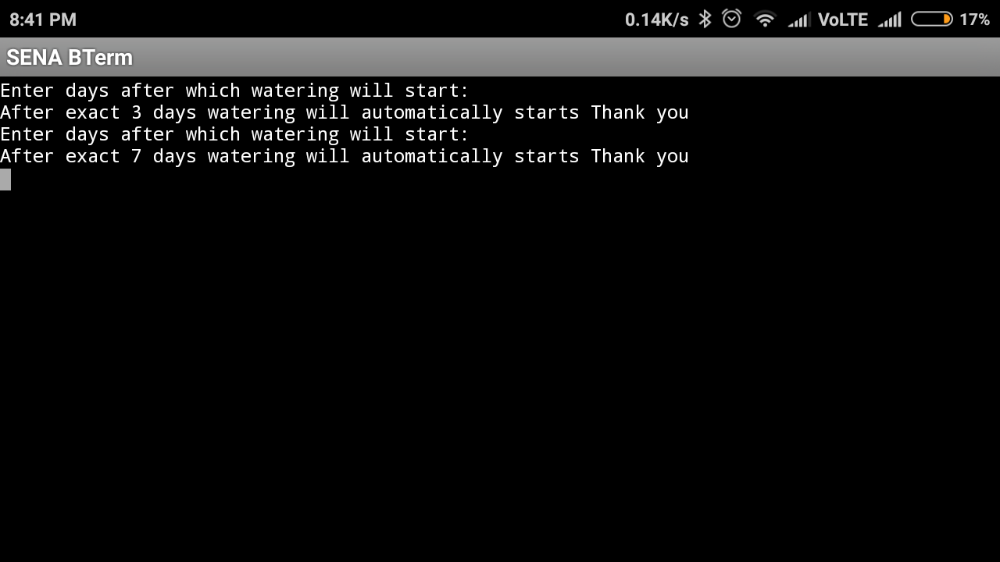 8:41 PM 0.14K/s VoLTE 17%
SENA BTerm
Enter days after which watering will start:
After exact 3 days watering will automatically starts Thank you
Enter days after which watering will start:
After exact 7 days watering will automatically starts Thank you